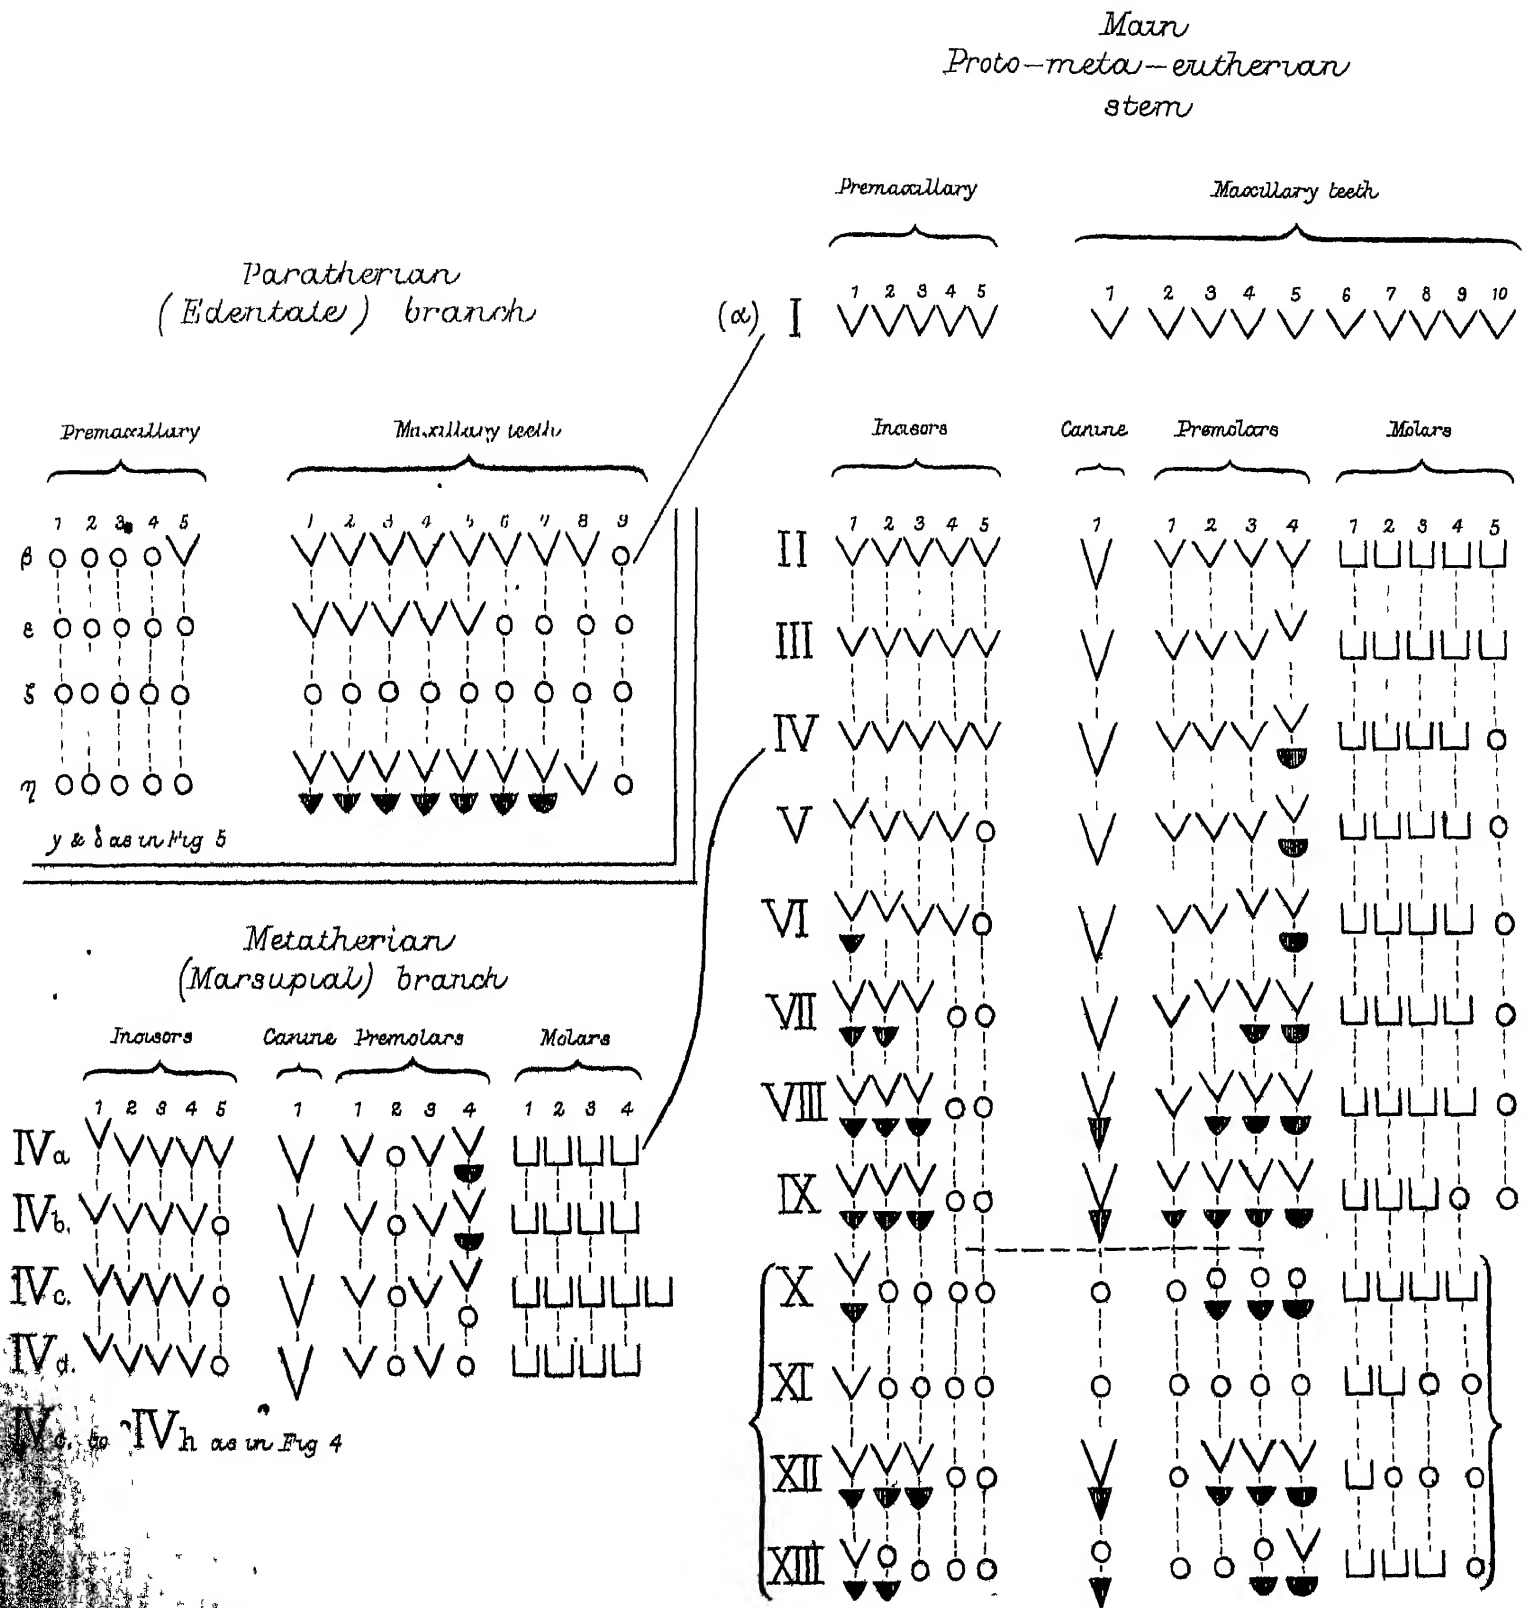 Main
Proto-meta-eutherian
stem
Premaxillary Maxillary teeth
1 2 3 4 5 1 2 3 4 5 6 7 8 9 10
(α) I
Incisors Canine Premolars Molars
1 2 3 4 5 1 1 2 3 4 1 2 3 4 5
II
III
IV
V
VI
VII
VIII
IX
X
XI
XII
XIII
Paratherian
(Edentate) branch
Premaxillary Maxillary teeth
1 2 3 4 5 1 2 3 4 5 6 7 8 9
β
ε
ζ
η
y & δ as in Fig 5
Metatherian
(Marsupial) branch
Incisors Canine Premolars Molars
1 2 3 4 5 1 1 2 3 4 1 2 3 4
IVa
IVb.
IVc.
IVd.
to IVh as in Fig 4